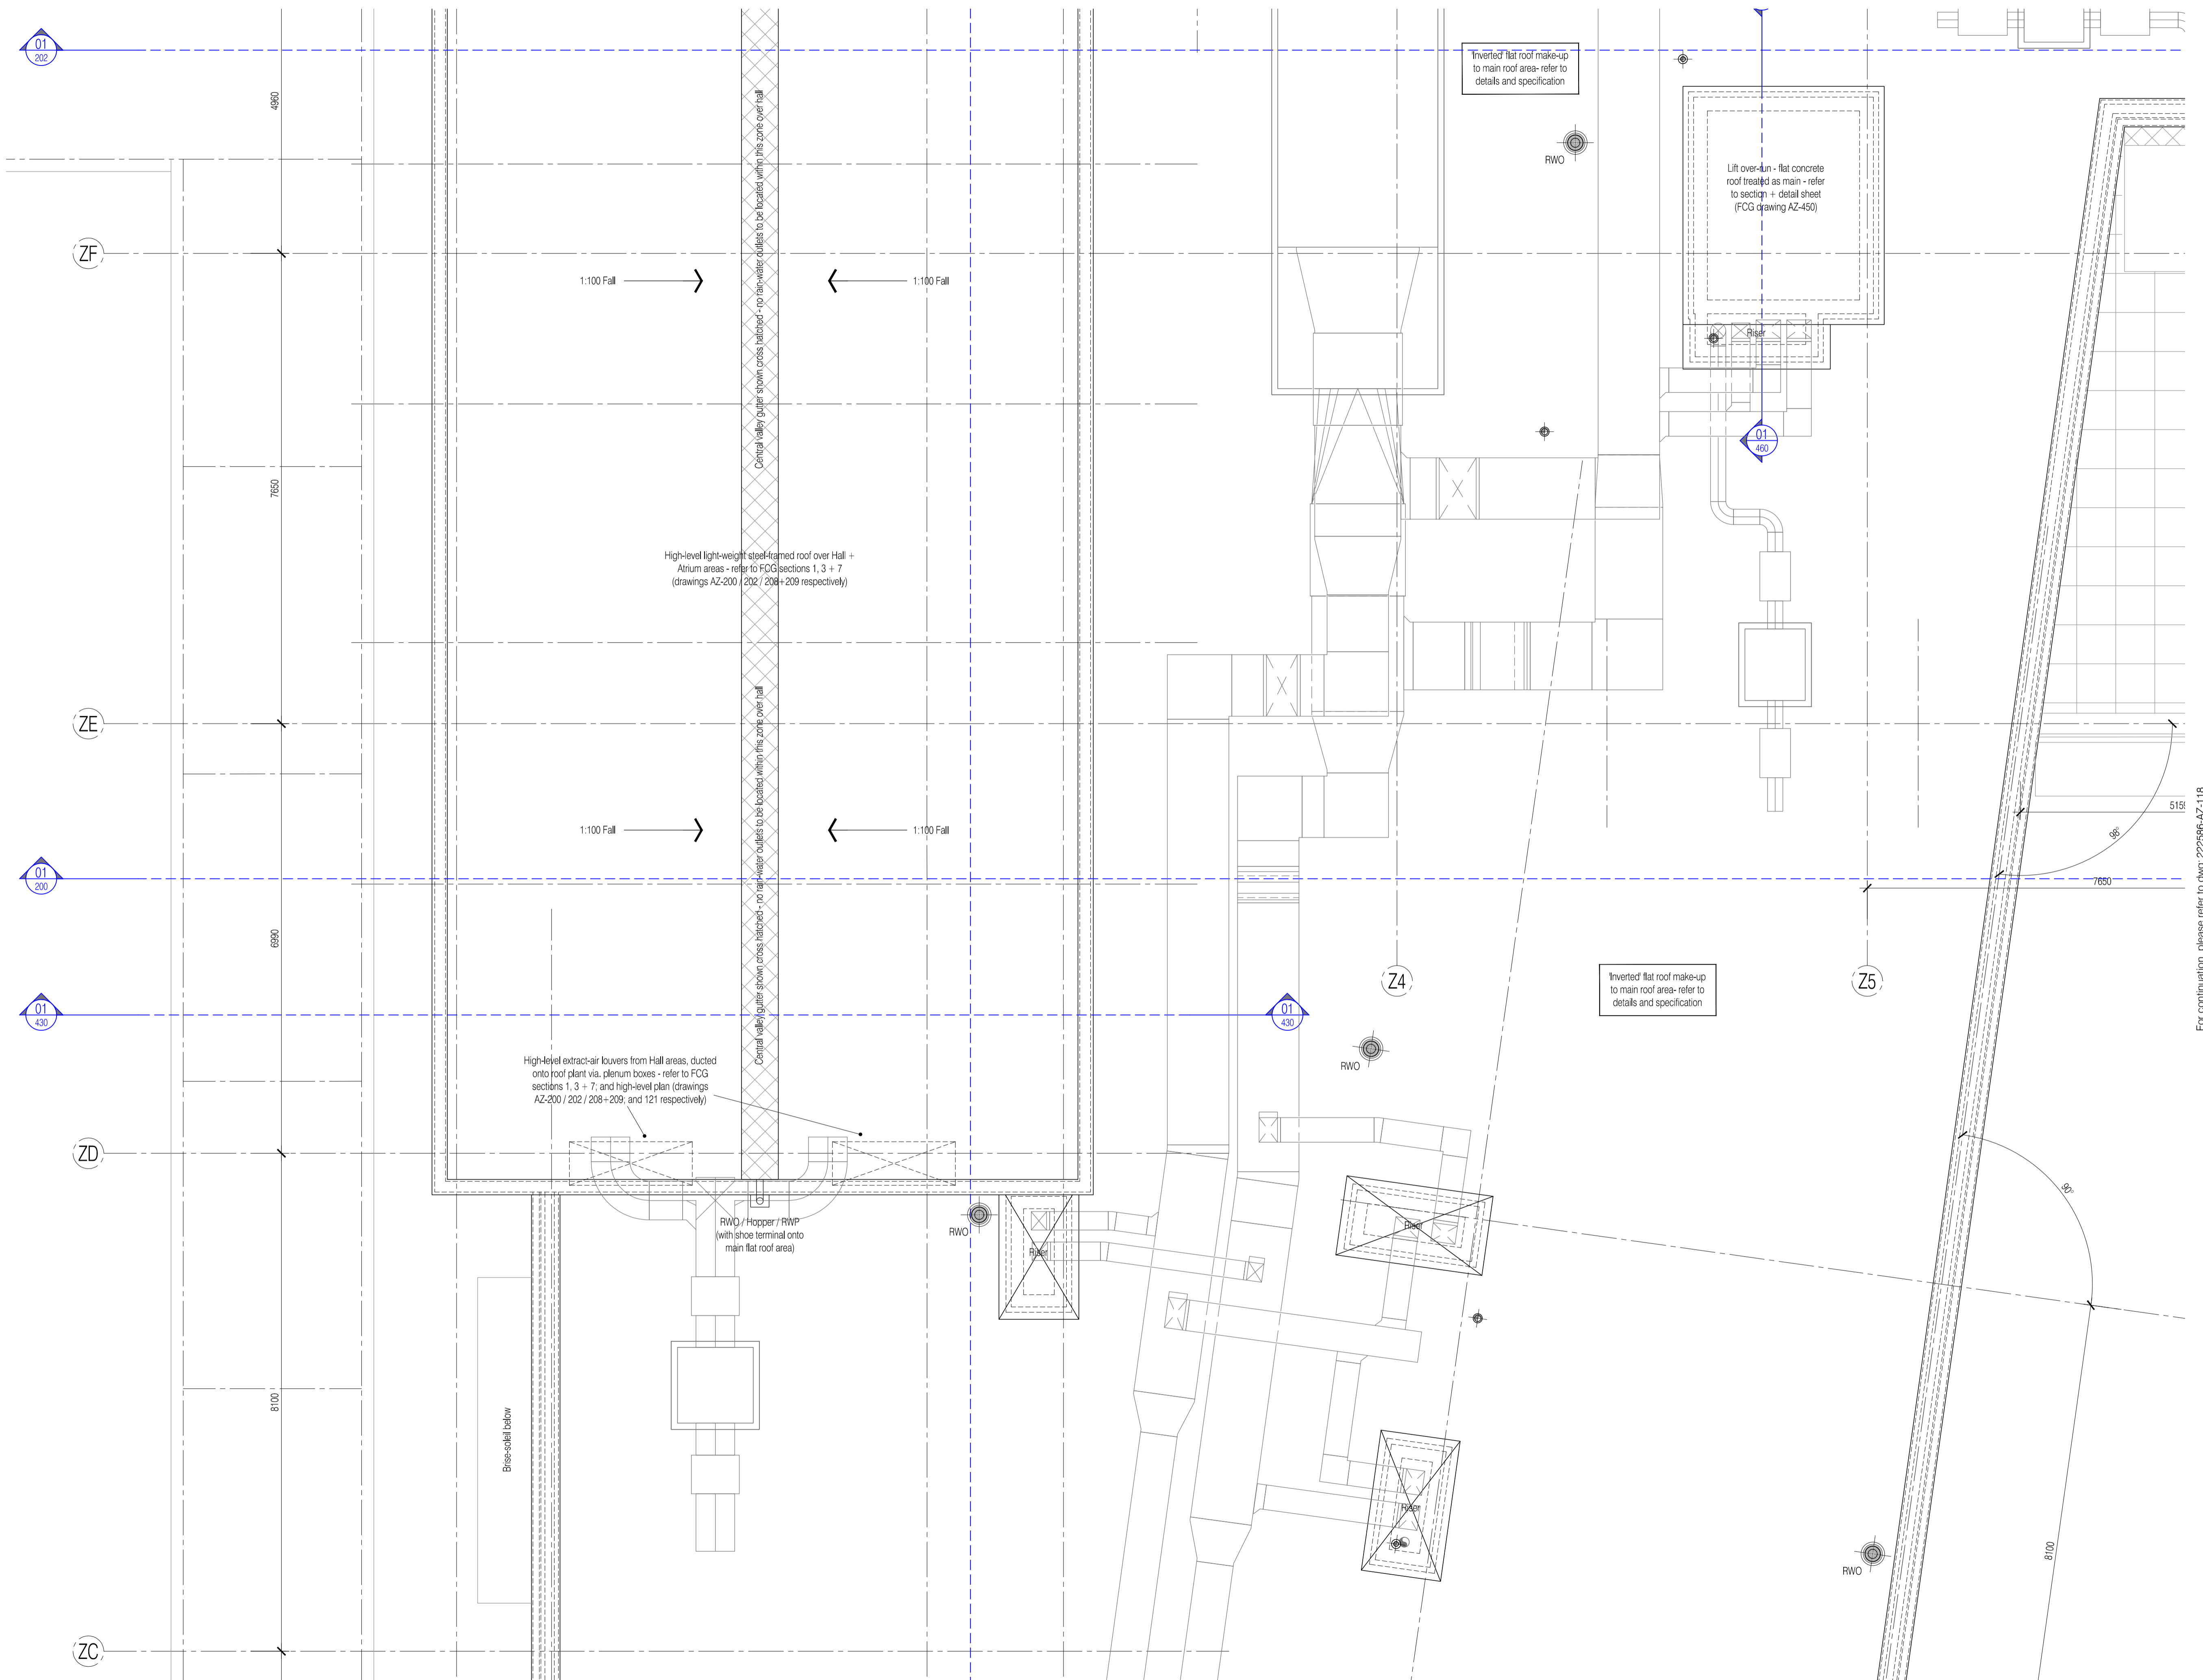 01
202
4960
'Inverted' flat roof make-up
to main roof area- refer to
details and specification
RWO
Lift over-run - flat concrete
roof treated as main - refer
to section + detail sheet
(FCG drawing AZ-450)
Central valley gutter shown cross hatched - no rain-water outlets to be located within this zone over hall
ZF
1:100 Fall
1:100 Fall
Riser
01
460
7650
High-level light-weight steel-framed roof over Hall +
Atrium areas - refer to FCG sections 1, 3 + 7
(drawings AZ-200 / 202 / 208+209 respectively)
ZE
Central valley gutter shown cross hatched - no rain-water outlets to be located within this zone over hall
1:100 Fall
1:100 Fall
98°
7650
01
200
6990
Z4
Z5
'Inverted' flat roof make-up
to main roof area- refer to
details and specification
For continuation, please refer to dwg: 222586-AZ-118
01
430
01
430
RWO
High-level extract-air louvers from Hall areas, ducted
onto roof plant via. plenum boxes - refer to FCG
sections 1, 3 + 7; and high-level plan (drawings
AZ-200 / 202 / 208+209; and 121 respectively)
ZD
90°
RWO / Hopper / RWP
(with shoe terminal onto
main flat roof area)
RWO
Riser
Riser
8100
Brise-soleil below
Riser
RWO
8100
ZC